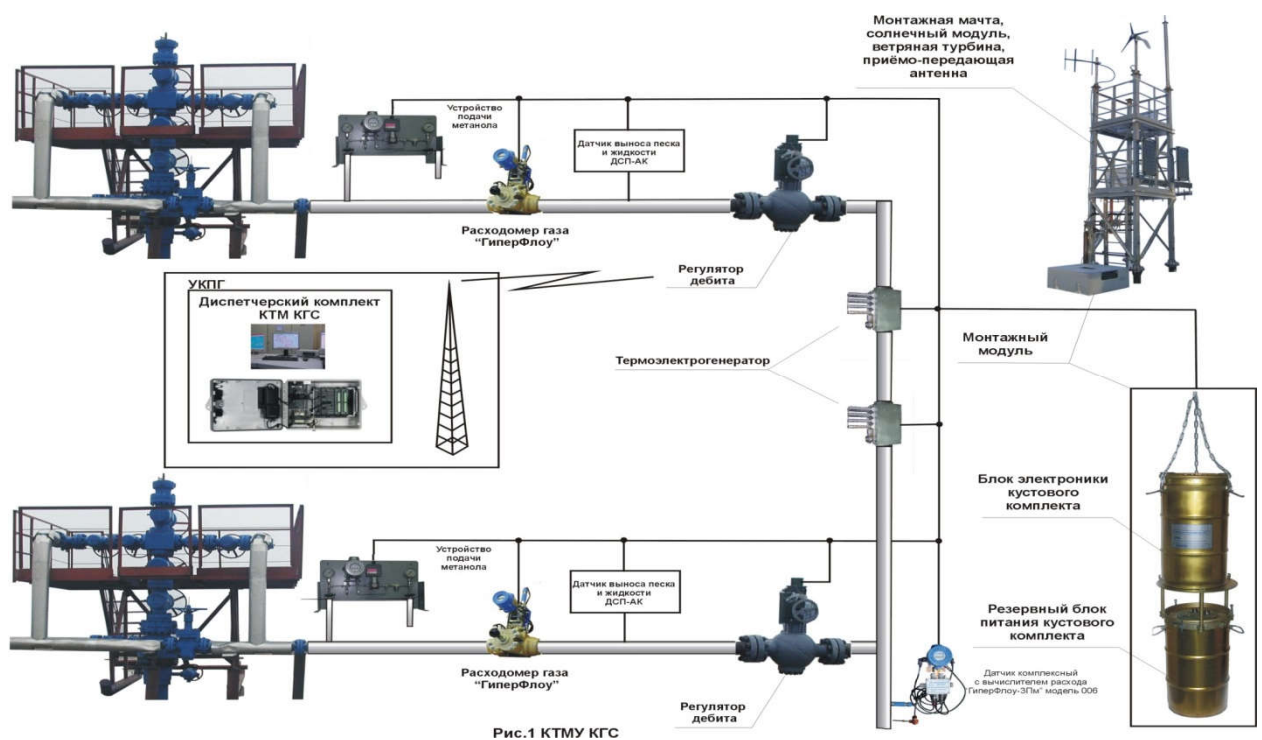 Монтажная мачта,
солнечный модуль,
ветряная турбина,
приёмо-передающая
антенна
Устройство
подачи
метанола
Датчик выноса песка
и жидкости
ДСП-АК
Расходомер газа
“ГиперФлоу”
Регулятор
дебита
УКПГ
Диспетчерский комплект
КТМ КГС
Термоэлектрогенератор
Монтажный
модуль
Блок электроники
кустового
комплекта
Резервный блок
питания кустового
комплекта
Устройство
подачи
метанола
Датчик выноса песка
и жидкости
ДСП-АК
Расходомер газа
“ГиперФлоу”
Регулятор
дебита
Датчик комплексный
с вычислителем расхода
“ГиперФлоу-3Пм” модель 006
Рис.1 КТМУ КГС